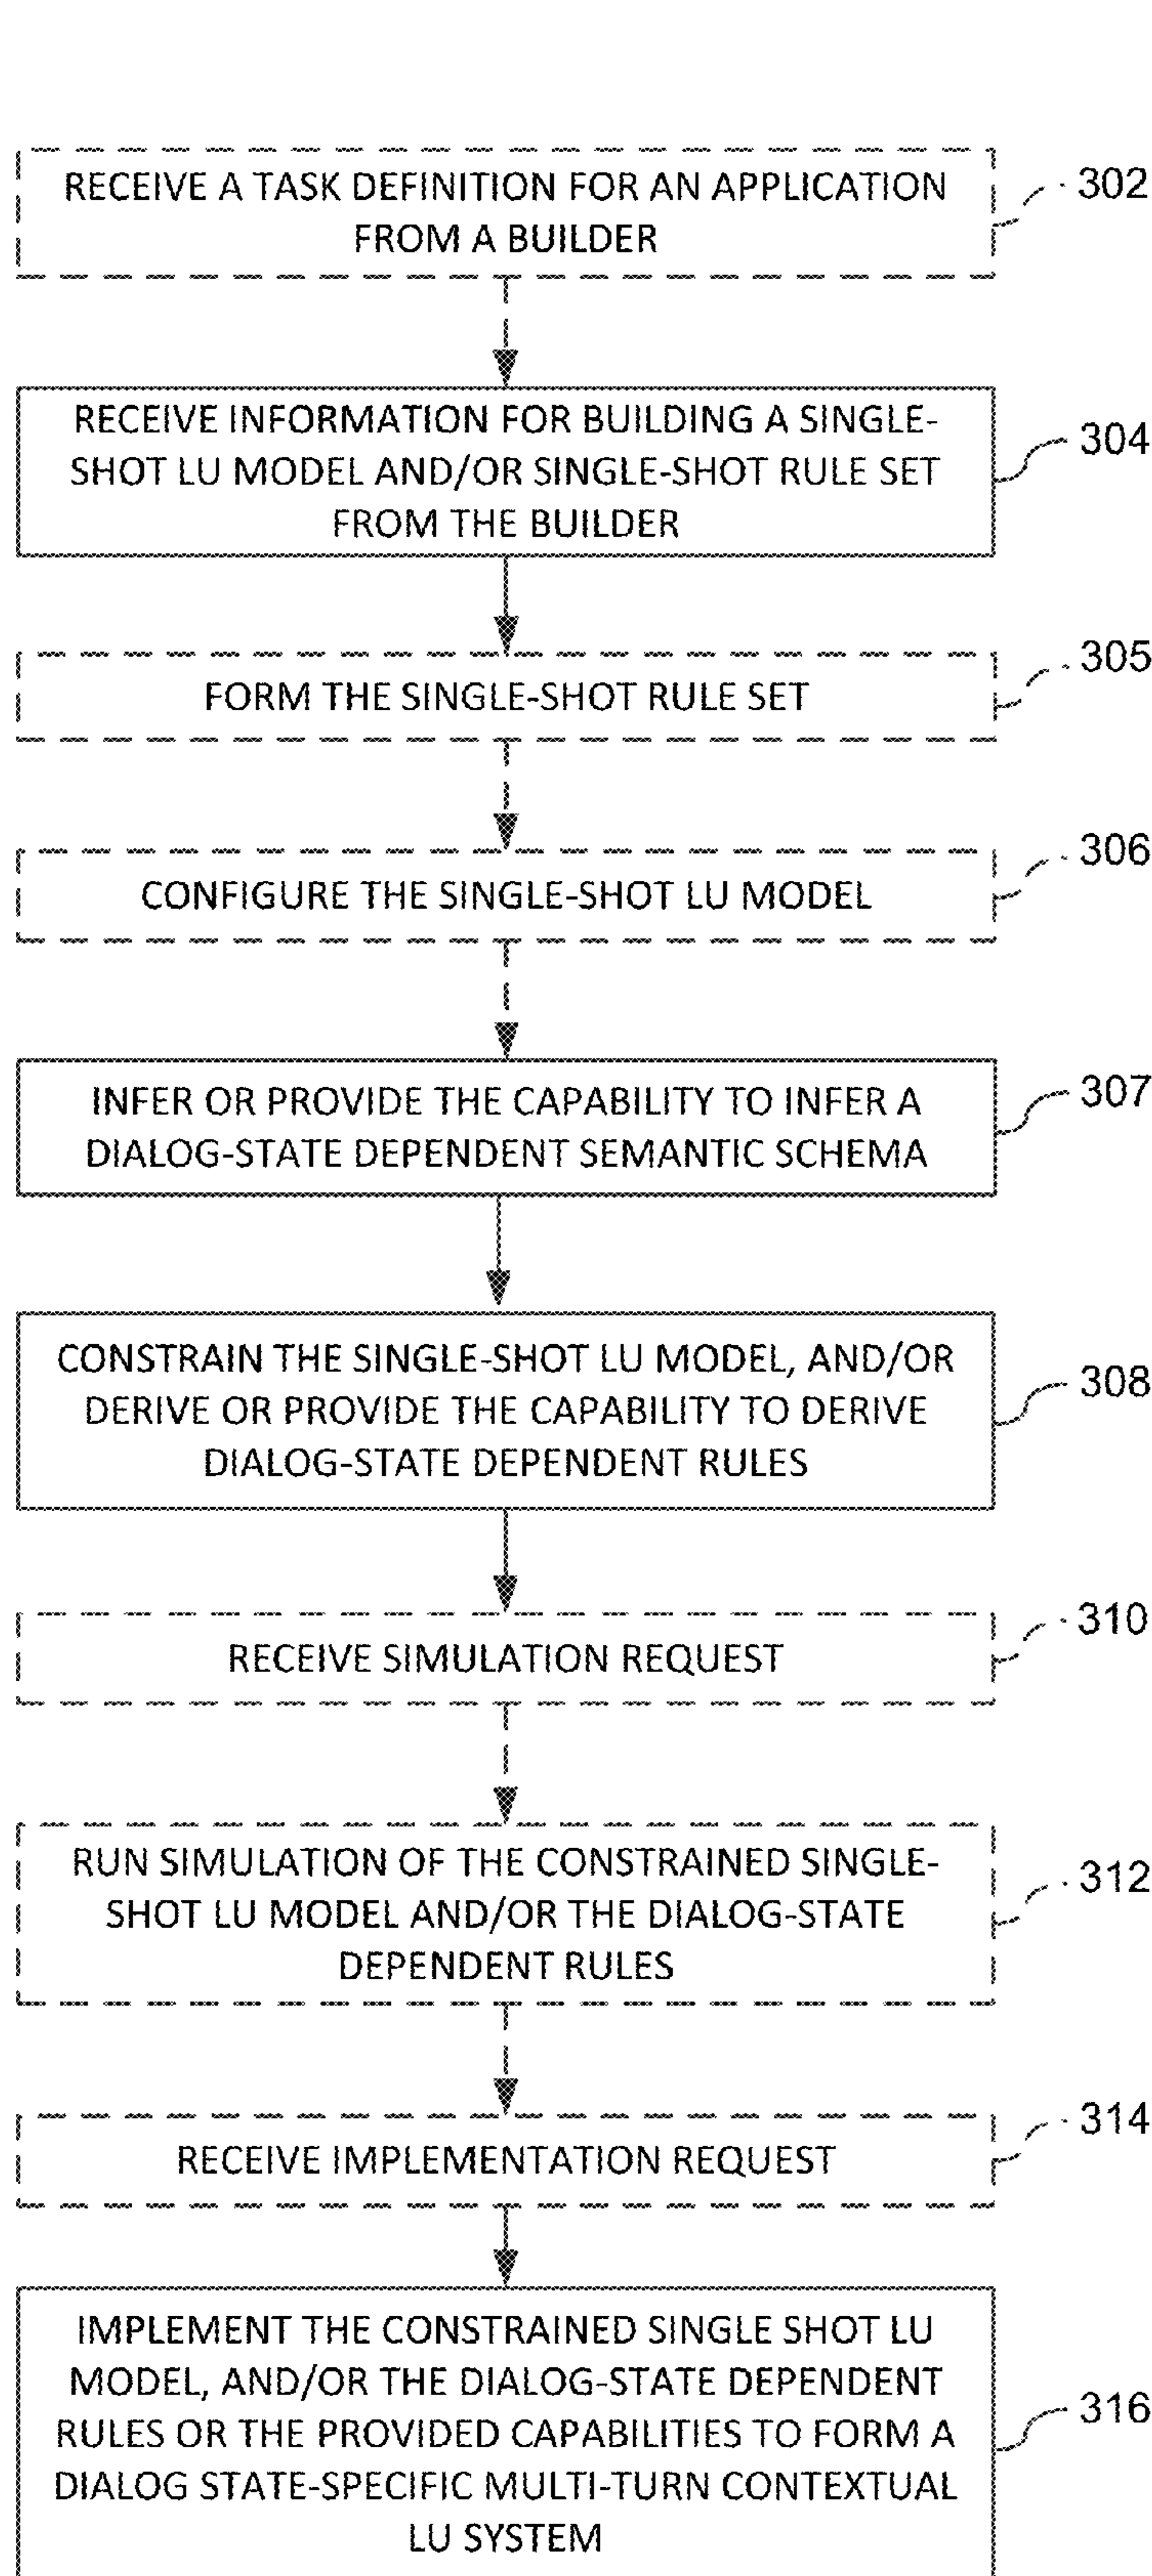 RECEIVE A TASK DEFINITION FOR AN APPLICATION
FROM A BUILDER
302
RECEIVE INFORMATION FOR BUILDING A SINGLE-
SHOT LU MODEL AND/OR SINGLE-SHOT RULE SET
FROM THE BUILDER
304
FORM THE SINGLE-SHOT RULE SET
305
CONFIGURE THE SINGLE-SHOT LU MODEL
306
INFER OR PROVIDE THE CAPABILITY TO INFER A
DIALOG-STATE DEPENDENT SEMANTIC SCHEMA
307
CONSTRAIN THE SINGLE-SHOT LU MODEL, AND/OR
DERIVE OR PROVIDE THE CAPABILITY TO DERIVE
DIALOG-STATE DEPENDENT RULES
308
RECEIVE SIMULATION REQUEST
310
RUN SIMULATION OF THE CONSTRAINED SINGLE-
SHOT LU MODEL AND/OR THE DIALOG-STATE
DEPENDENT RULES
312
RECEIVE IMPLEMENTATION REQUEST
314
IMPLEMENT THE CONSTRAINED SINGLE SHOT LU
MODEL, AND/OR THE DIALOG-STATE DEPENDENT
RULES OR THE PROVIDED CAPABILITIES TO FORM A
DIALOG STATE-SPECIFIC MULTI-TURN CONTEXTUAL
LU SYSTEM
316